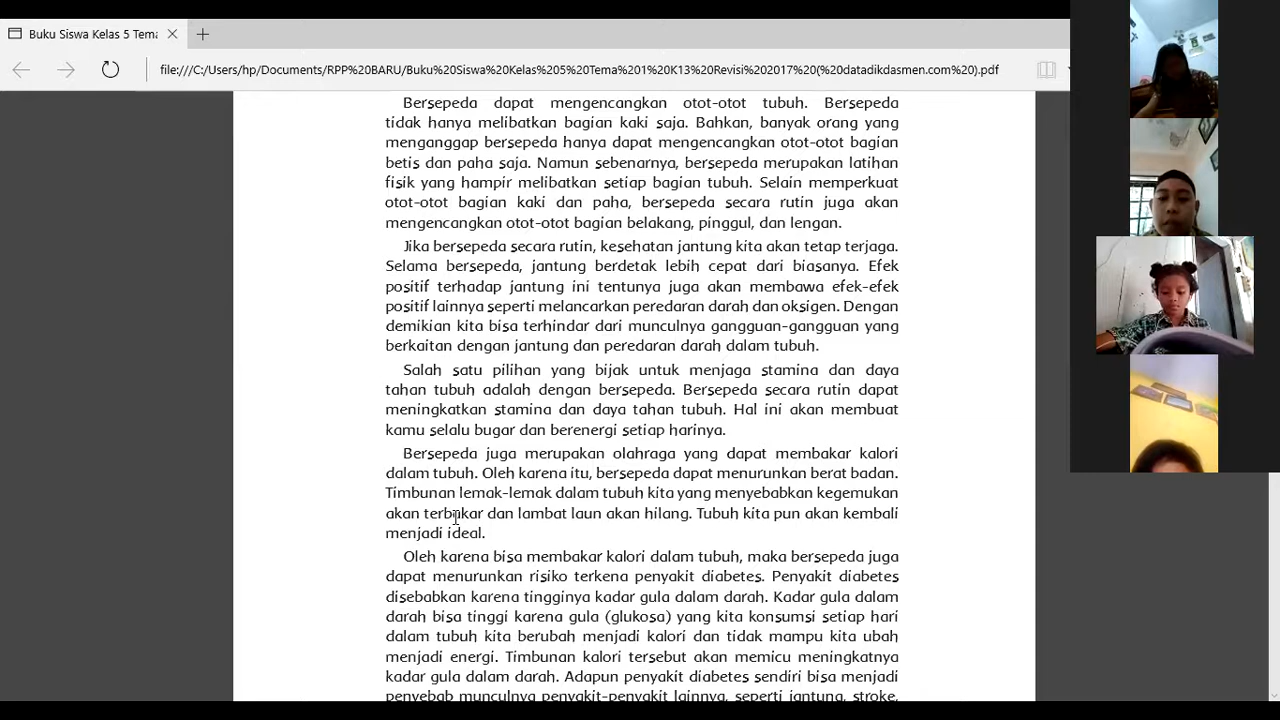 Buku Siswa Kelas 5 Tema
file:///C:/Users/hp/Documents/RPP%20BARU/Buku%20Siswa%20Kelas%205%20Tema%201%20K13%20Revisi%202017%20(%20datadikdasmen.com%20).pdf
Bersepeda dapat mengencangkan otot-otot tubuh. Bersepeda
tidak hanya melibatkan bagian kaki saja. Bahkan, banyak orang yang
menganggap bersepeda hanya dapat mengencangkan otot-otot bagian
betis dan paha saja. Namun sebenarnya, bersepeda merupakan latihan
fisik yang hampir melibatkan setiap bagian tubuh. Selain memperkuat
otot-otot bagian kaki dan paha, bersepeda secara rutin juga akan
mengencangkan otot-otot bagian belakang, pinggul, dan lengan.
Jika bersepeda secara rutin, kesehatan jantung kita akan tetap terjaga.
Selama bersepeda, jantung berdetak lebih cepat dari biasanya. Efek
positif terhadap jantung ini tentunya juga akan membawa efek-efek
positif lainnya seperti melancarkan peredaran darah dan oksigen. Dengan
demikian kita bisa terhindar dari munculnya gangguan-gangguan yang
berkaitan dengan jantung dan peredaran darah dalam tubuh.
Salah satu pilihan yang bijak untuk menjaga stamina dan daya
tahan tubuh adalah dengan bersepeda. Bersepeda secara rutin dapat
meningkatkan stamina dan daya tahan tubuh. Hal ini akan membuat
kamu selalu bugar dan berenergi setiap harinya.
Bersepeda juga merupakan olahraga yang dapat membakar kalori
dalam tubuh. Oleh karena itu, bersepeda dapat menurunkan berat badan.
Timbunan lemak-lemak dalam tubuh kita yang menyebabkan kegemukan
akan terbakar dan lambat laun akan hilang. Tubuh kita pun akan kembali
menjadi ideal.
Oleh karena bisa membakar kalori dalam tubuh, maka bersepeda juga
dapat menurunkan risiko terkena penyakit diabetes. Penyakit diabetes
disebabkan karena tingginya kadar gula dalam darah. Kadar gula dalam
darah bisa tinggi karena gula (glukosa) yang kita konsumsi setiap hari
dalam tubuh kita berubah menjadi kalori dan tidak mampu kita ubah
menjadi energi. Timbunan kalori tersebut akan memicu meningkatnya
kadar gula dalam darah. Adapun penyakit diabetes sendiri bisa menjadi
penyebab munculnya penyakit-penyakit lainnya, seperti jantung, stroke,